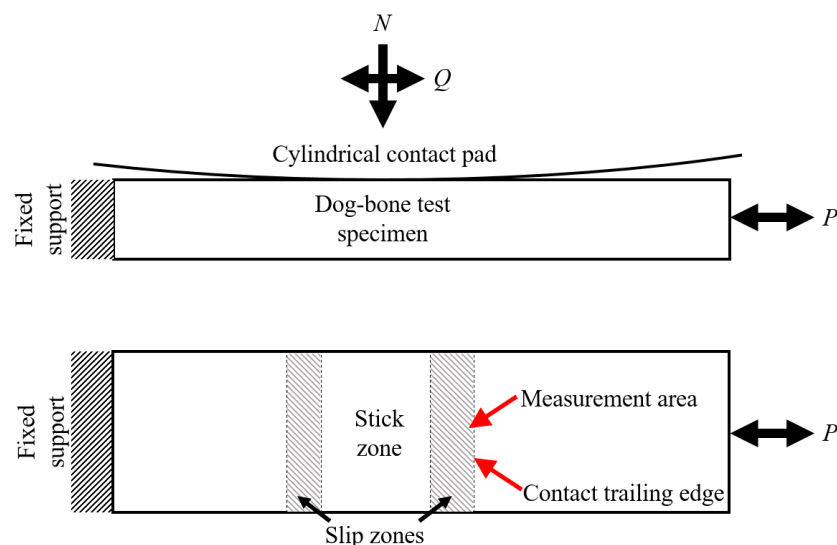 N
Q
Cylindrical contact pad
Fixed
support
Dog-bone test
specimen
P
Fixed
support
Stick
zone
Measurement area
P
Contact trailing edge
Slip zones